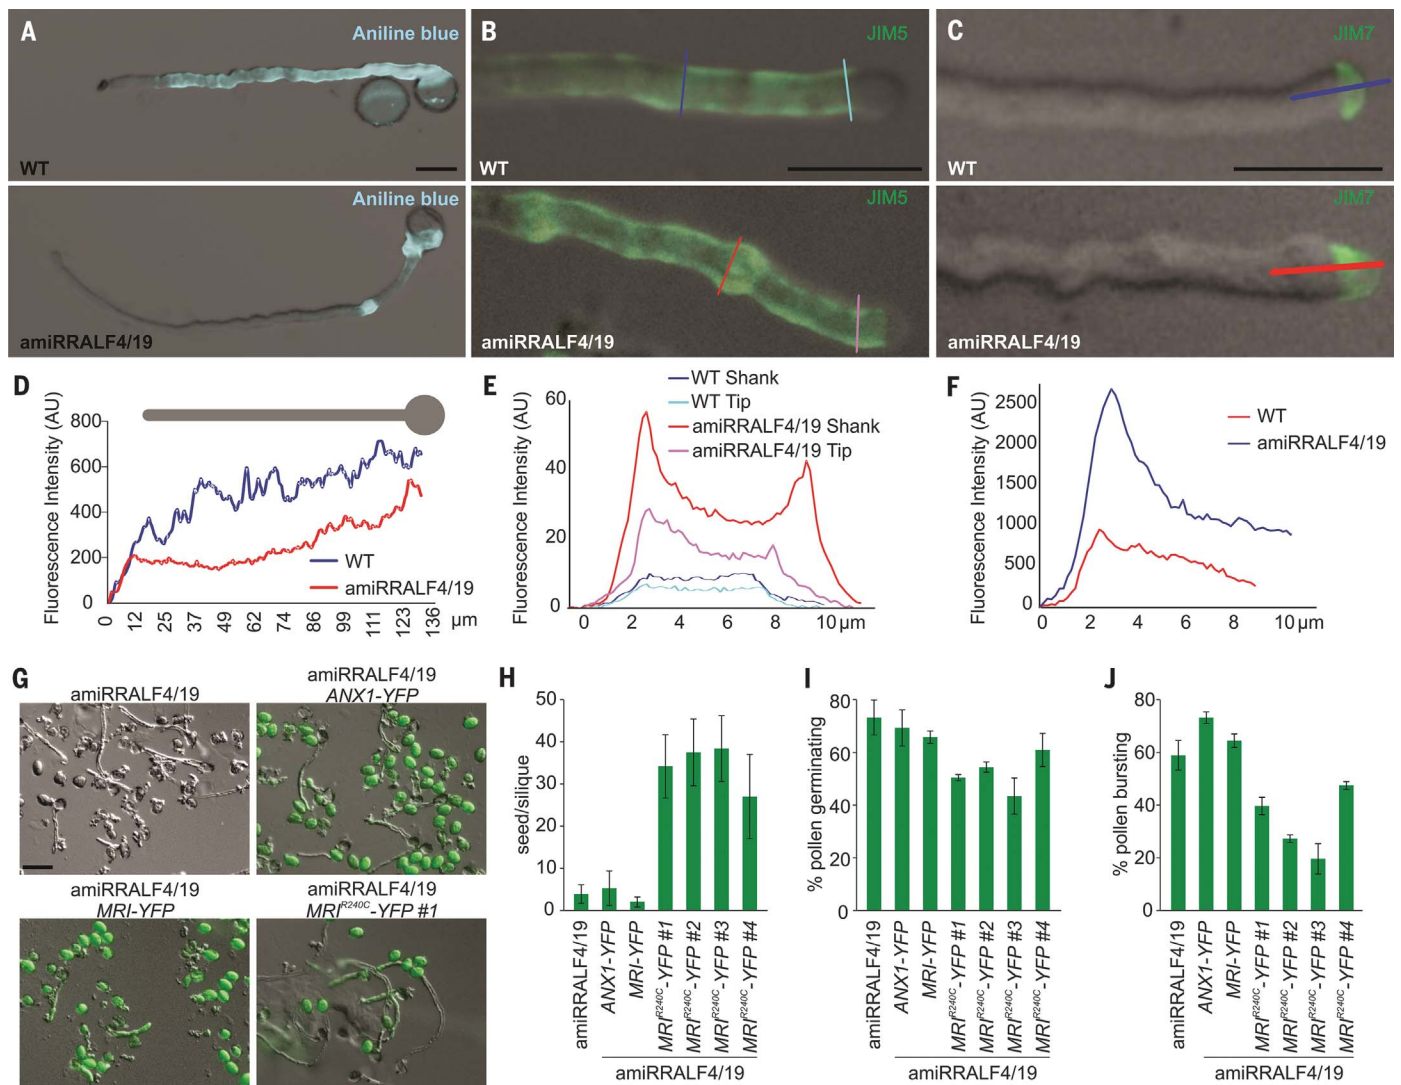 A
Aniline blue
WT
Aniline blue
amiRRALF4/19
B
JIM5
WT
JIM5
amiRRALF4/19
C
JIM7
WT
JIM7
amiRRALF4/19
D
Fluorescence Intensity (AU)
800
600
400
200
0
WT
amiRRALF4/19
0 12 25 37 49 62 74 86 99 111 123 136 µm
E
Fluorescence Intensity (AU)
60
40
20
0
WT Shank
WT Tip
amiRRALF4/19 Shank
amiRRALF4/19 Tip
0 2 4 6 8 10 µm
F
Fluorescence Intensity (AU)
2500
2000
1500
1000
500
0
WT
amiRRALF4/19
0 2 4 6 8 10 µm
G
amiRRALF4/19
amiRRALF4/19
ANX1-YFP
amiRRALF4/19
MRI-YFP
amiRRALF4/19
MRI^R240C-YFP #1
H
seed/silique
50
40
30
20
10
0
amiRRALF4/19
ANX1-YFP
MRI-YFP
MRI^R240C-YFP #1
MRI^R240C-YFP #2
MRI^R240C-YFP #3
MRI^R240C-YFP #4
amiRRALF4/19
I
% pollen germinating
80
60
40
20
0
amiRRALF4/19
ANX1-YFP
MRI-YFP
MRI^R240C-YFP #1
MRI^R240C-YFP #2
MRI^R240C-YFP #3
MRI^R240C-YFP #4
amiRRALF4/19
J
% pollen bursting
80
60
40
20
0
amiRRALF4/19
ANX1-YFP
MRI-YFP
MRI^R240C-YFP #1
MRI^R240C-YFP #2
MRI^R240C-YFP #3
MRI^R240C-YFP #4
amiRRALF4/19